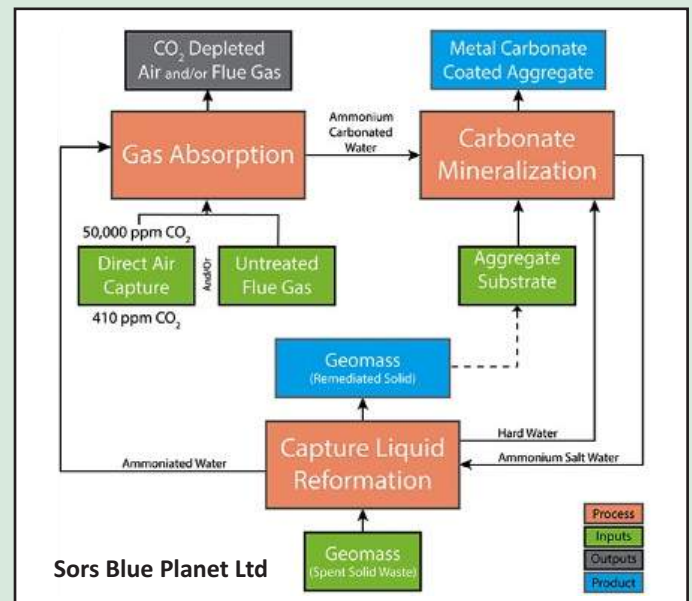 CO2 Depleted
Air and/or Flue Gas
Metal Carbonate
Coated Aggregate
Gas Absorption
Ammonium
Carbonated
Water
Carbonate
Mineralization
50,000 ppm CO2
Direct Air
Capture
410 ppm CO2
And/Or
Untreated
Flue Gas
Aggregate
Substrate
Geomass
(Remediated Solid)
Hard Water
Ammoniated Water
Capture Liquid
Reformation
Ammonium Salt Water
Geomass
(Spent Solid Waste)
Sors Blue Planet Ltd
Process
Inputs
Outputs
Product